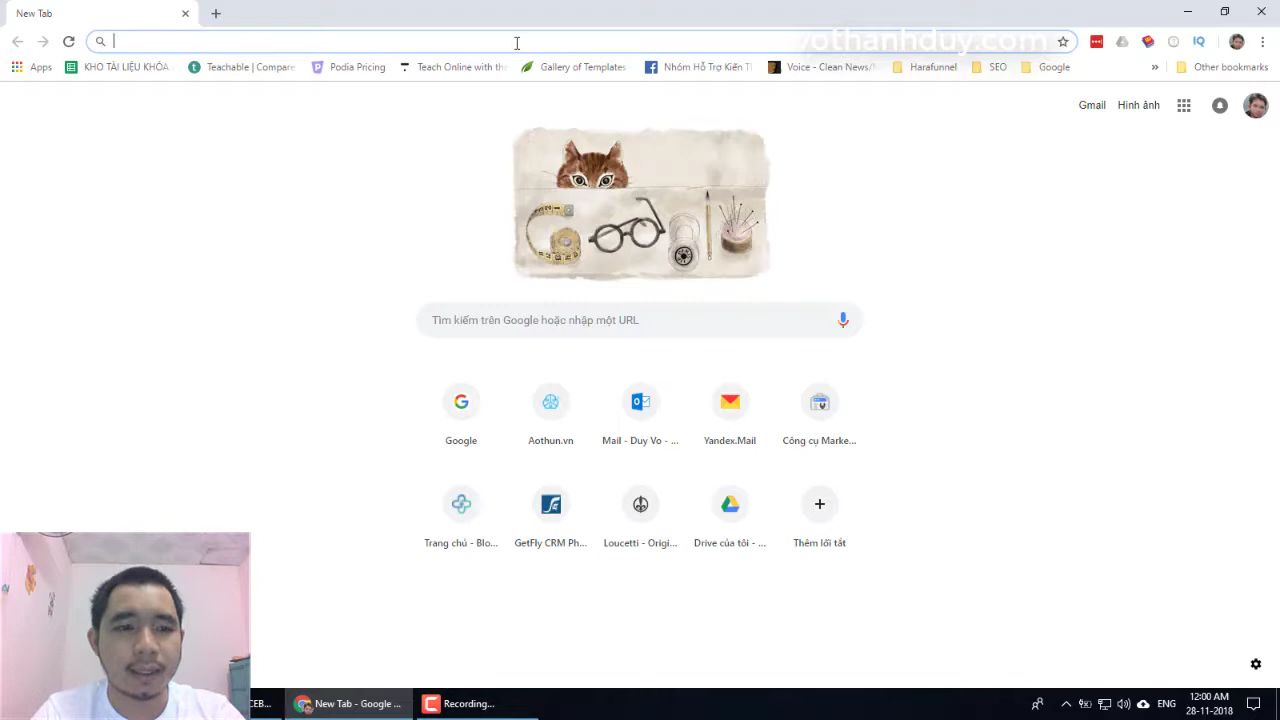 New Tab
vothanhduy.com
Apps
KHO TÀI LIỆU KHÓA
Teachable | Compare
Podia Pricing
Teach Online with the
Gallery of Templates
Nhóm Hỗ Trợ Kiến T
Voice - Clean News/
Harafunnel
SEO
Google
»
Other bookmarks
Gmail
Hình ảnh
Tìm kiếm trên Google hoặc nhập một URL
Google
Aothun.vn
Mail - Duy Vo - ...
Yandex.Mail
Công cụ Marke...
Trang chủ - Blo...
GetFly CRM Ph...
Loucetti - Origi...
Drive của tôi - ...
Thêm lối tắt
New Tab - Google ...
Recording...
ENG
12:00 AM
28-11-2018